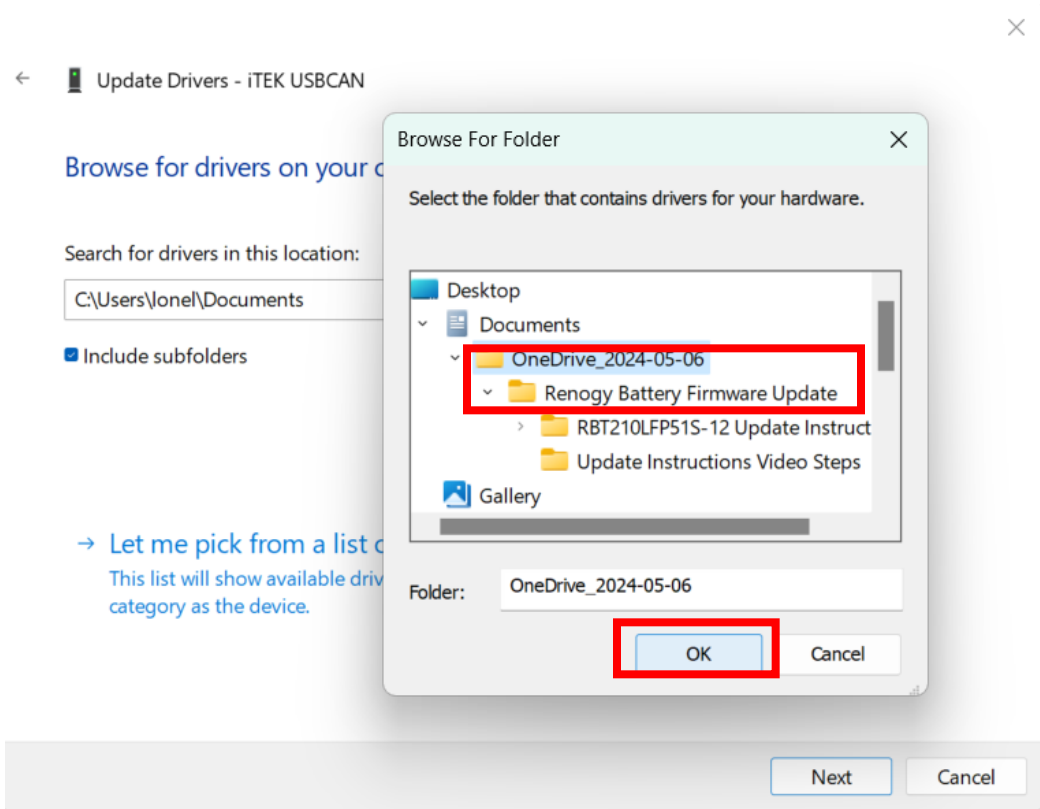 Update Drivers - iTEK USBCAN
Browse For Folder
Browse for drivers on your c
Select the folder that contains drivers for your hardware.
Search for drivers in this location:
C:\Users\lonel\Documents
Include subfolders
Desktop
Documents
OneDrive_2024-05-06
Renogy Battery Firmware Update
RBT210LFP51S-12 Update Instruct
Update Instructions Video Steps
Gallery
Let me pick from a list o
This list will show available driv
category as the device.
Folder:
OneDrive_2024-05-06
OK
Cancel
Next
Cancel